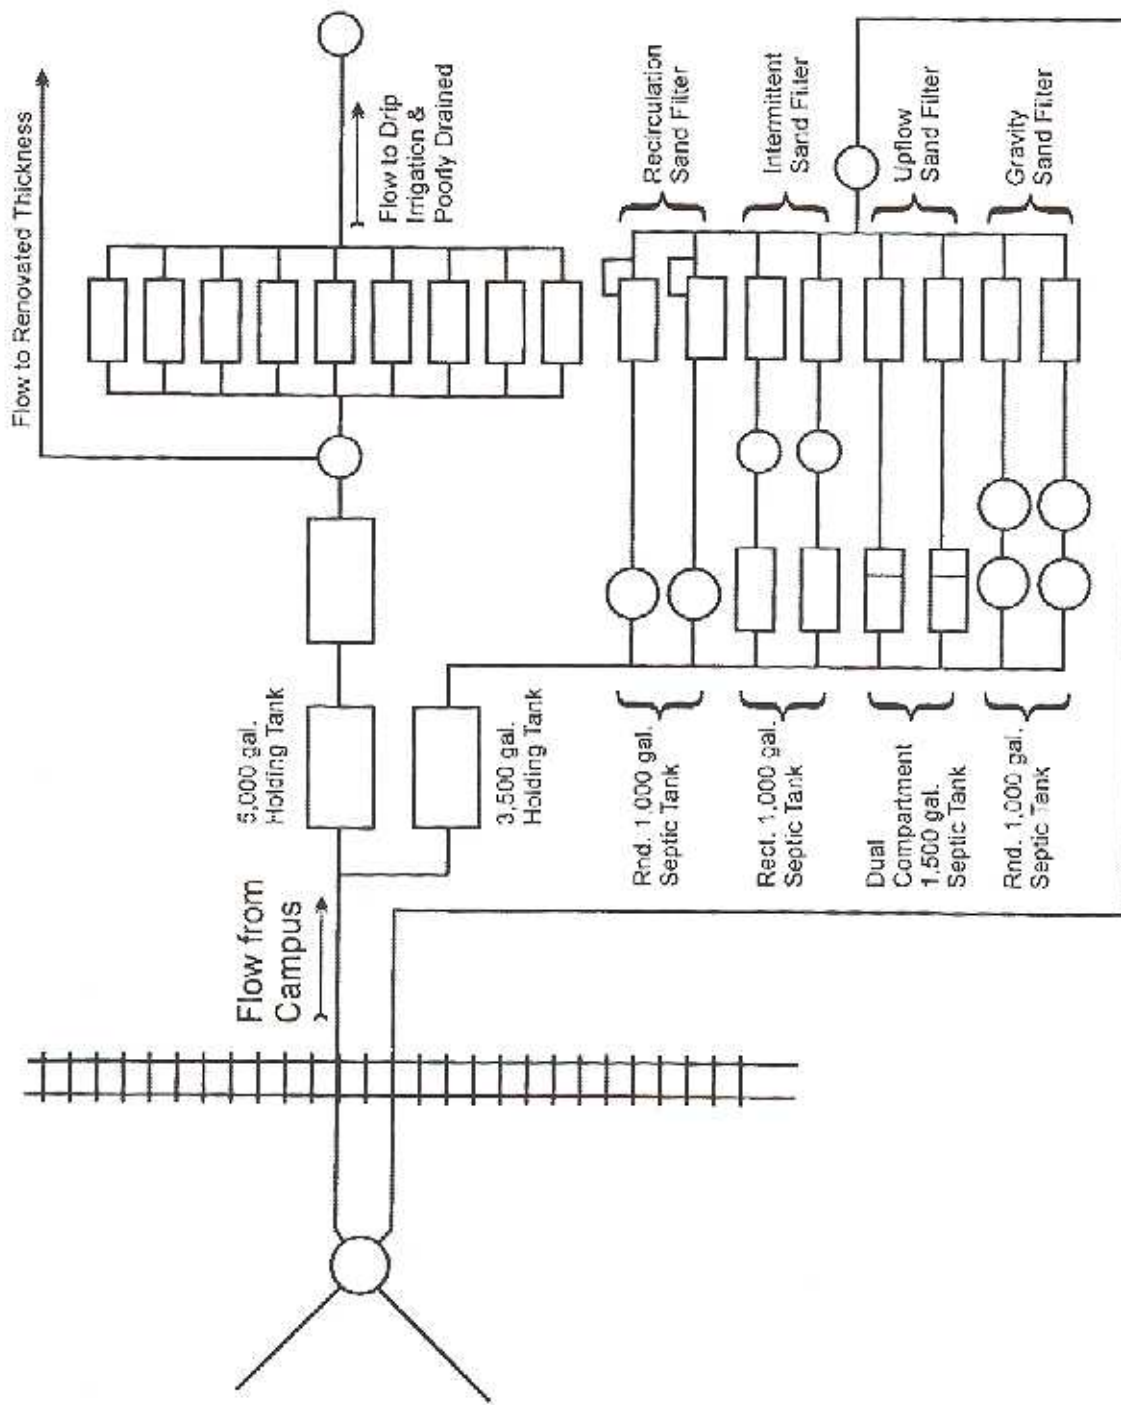 Flow to Renovated Thickness
Flow to Drip
Irrigation &
Poorly Drained
Recirculation
Sand Filter
Intermittent
Sand Filter
Upflow
Sand Filter
Gravity
Sand Filter
5,000 gal.
Holding Tank
3,500 gal.
Holding Tank
Flow from
Campus
Rnd. 1,000 gal.
Septic Tank
Rect. 1,000 gal.
Septic Tank
Dual
Compartment
1,500 gal.
Septic Tank
Rnd. 1,000 gal.
Septic Tank